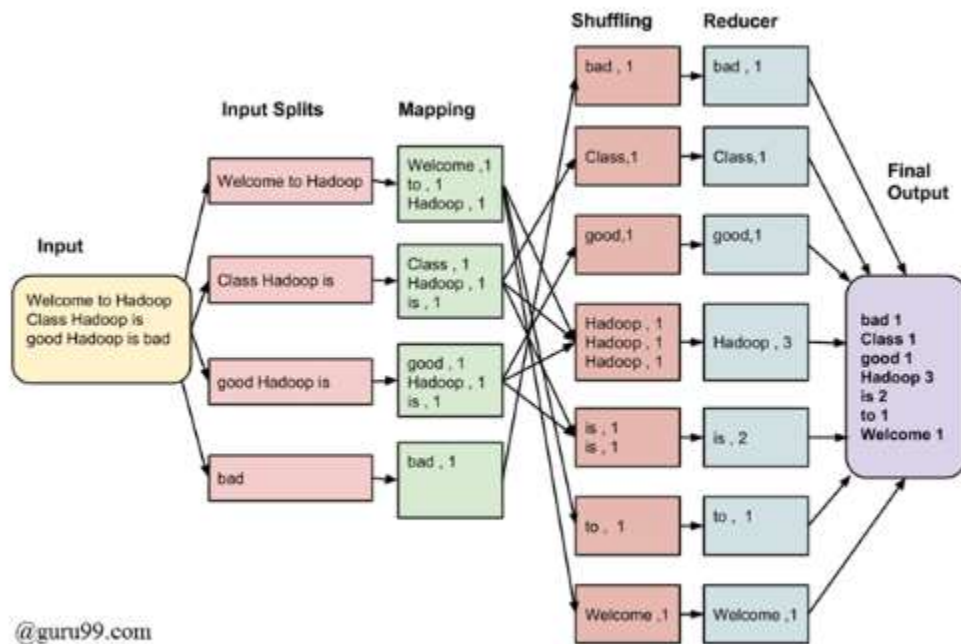 Input
Welcome to Hadoop
Class Hadoop is
good Hadoop is bad
Input Splits
Welcome to Hadoop
Class Hadoop is
good Hadoop is
bad
Mapping
Welcome ,1
to , 1
Hadoop , 1
Class , 1
Hadoop , 1
is , 1
good , 1
Hadoop , 1
is , 1
bad , 1
Shuffling
bad , 1
Class,1
good,1
Hadoop , 1
Hadoop , 1
Hadoop , 1
is , 1
is , 1
to , 1
Welcome ,1
Reducer
bad , 1
Class,1
good,1
Hadoop , 3
is , 2
to , 1
Welcome ,1
Final
Output
bad 1
Class 1
good 1
Hadoop 3
is 2
to 1
Welcome 1
@guru99.com